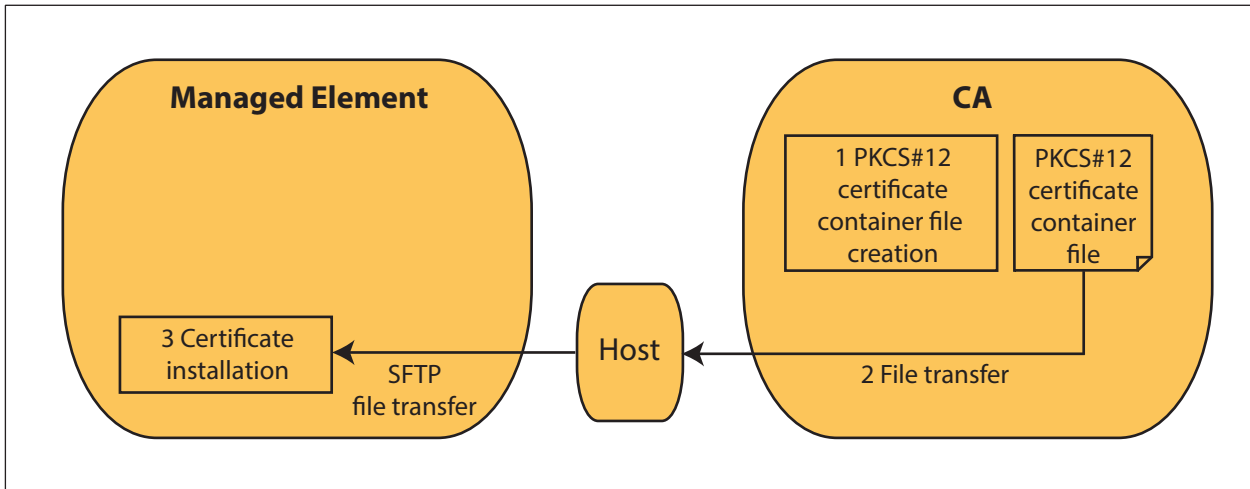 Managed Element
3 Certificate
installation
SFTP
file transfer
Host
CA
1 PKCS#12
certificate
container file
creation
PKCS#12
certificate
container
file
2 File transfer